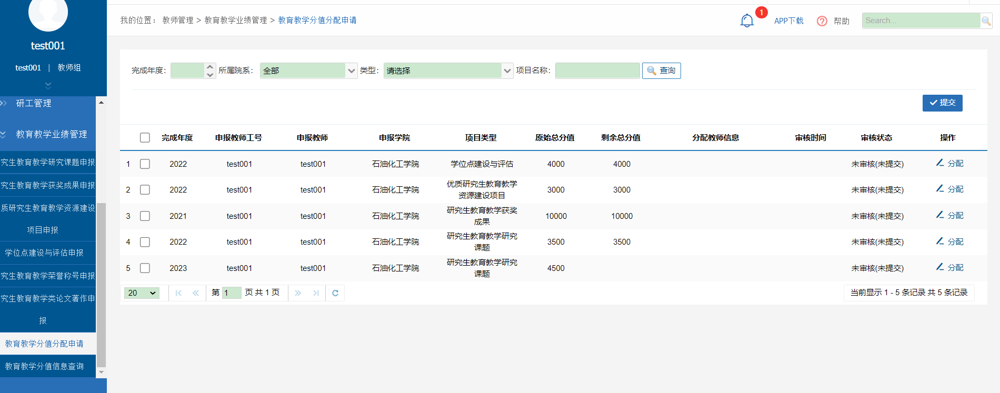 test001
test001 | 教师组
研工管理
教育教学业绩管理
究生教育教学研究课题申报
究生教育教学获奖成果申报
质研究生教育教学资源建设
项目申报
学位点建设与评估申报
究生教育教学荣誉称号申报
究生教育教学类论文著作申
报
教育教学分值分配申请
教育教学分值信息查询
我的位置： 教师管理 > 教育教学业绩管理 > 教育教学分值分配申请
1
APP下载 帮助 Search...
完成年度： 所属院系： 全部 类型： 请选择 项目名称： 查询
提交
完成年度 申报教师工号 申报教师 申报学院 项目类型 原始总分值 剩余总分值 分配教师信息 审核时间 审核状态 操作
1 2022 test001 test001 石油化工学院 学位点建设与评估 4000 4000 未审核(未提交) 分配
优质研究生教育教学
2 2022 test001 test001 石油化工学院 3000 3000 未审核(未提交) 分配
资源建设项目
研究生教育教学获奖
3 2021 test001 test001 石油化工学院 10000 10000 未审核(未提交) 分配
成果
研究生教育教学研究
4 2022 test001 test001 石油化工学院 3500 3500 未审核(未提交) 分配
课题
研究生教育教学研究
5 2023 test001 test001 石油化工学院 4500 未审核(未提交) 分配
课题
20 第 1 页 共 1 页 当前显示 1 - 5 条记录 共 5 条记录